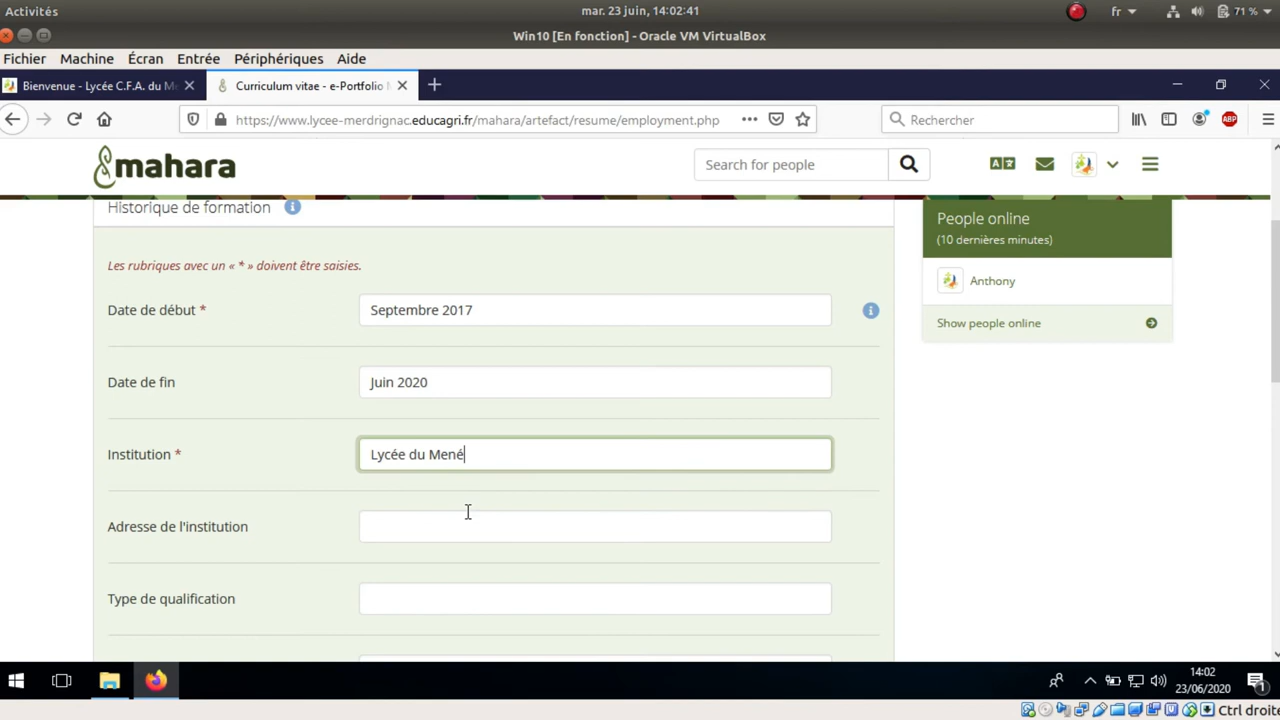 Activités
mar. 23 juin, 14:02:41
fr
71 %
Win10 [En fonction] - Oracle VM VirtualBox
Fichier Machine Écran Entrée Périphériques Aide
Bienvenue - Lycée C.F.A. du Me
Curriculum vitae - e-Portfolio
https://www.lycee-merdrignac.educagri.fr/mahara/artefact/resume/employment.php
Rechercher
ABP
mahara
Search for people
Historique de formation
People online
(10 dernières minutes)
Anthony
Show people online
Les rubriques avec un « * » doivent être saisies.
Date de début * Septembre 2017
Date de fin Juin 2020
Institution * Lycée du Mené
Adresse de l'institution
Type de qualification
14:02
23/06/2020
Ctrl droite